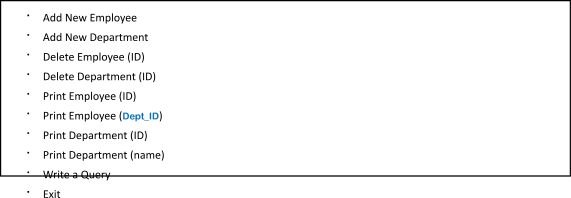 · Add New Employee
· Add New Department
· Delete Employee (ID)
· Delete Department (ID)
· Print Employee (ID)
· Print Employee (Dept_ID)
· Print Department (ID)
· Print Department (name)
· Write a Query
· Exit